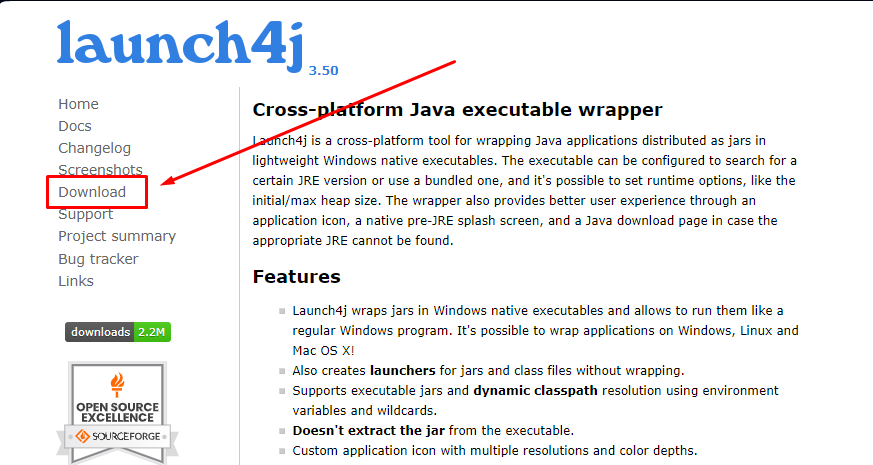 launch4j 3.50
Home
Docs
Changelog
Screenshots
Download
Support
Project summary
Bug tracker
Links
downloads 2.2M
OPEN SOURCE
EXCELLENCE
SOURCEFORGE
Cross-platform Java executable wrapper
Launch4j is a cross-platform tool for wrapping Java applications distributed as jars in
lightweight Windows native executables. The executable can be configured to search for a
certain JRE version or use a bundled one, and it's possible to set runtime options, like the
initial/max heap size. The wrapper also provides better user experience through an
application icon, a native pre-JRE splash screen, and a Java download page in case the
appropriate JRE cannot be found.
Features
Launch4j wraps jars in Windows native executables and allows to run them like a
regular Windows program. It's possible to wrap applications on Windows, Linux and
Mac OS X!
Also creates launchers for jars and class files without wrapping.
Supports executable jars and dynamic classpath resolution using environment
variables and wildcards.
Doesn't extract the jar from the executable.
Custom application icon with multiple resolutions and color depths.